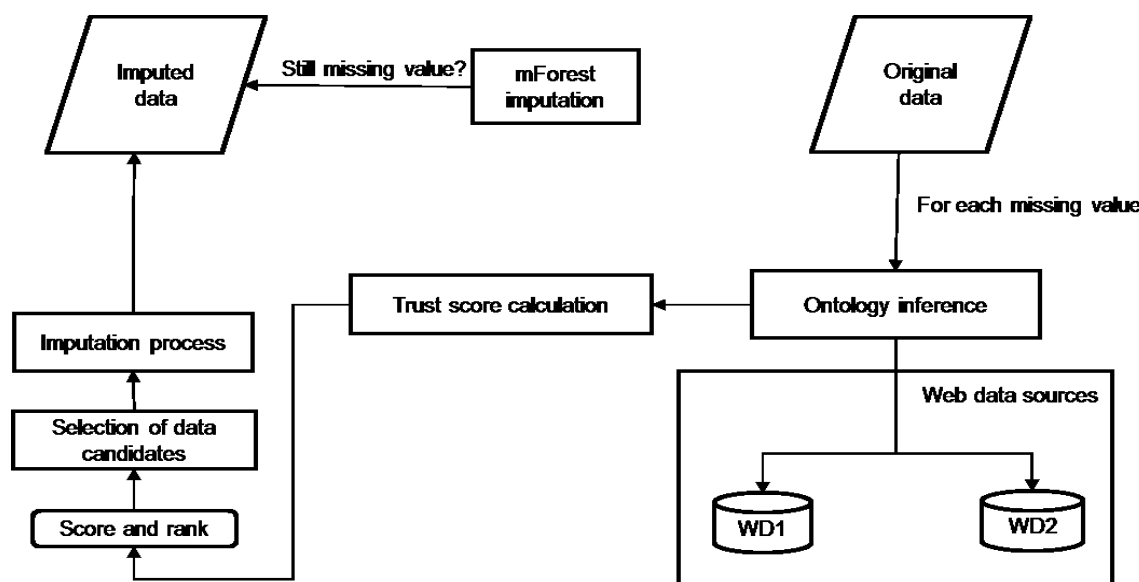 Imputed
data
Still missing value?
mForest
imputation
Original
data
For each missing value
Trust score calculation
Ontology inference
Imputation process
Web data sources
Selection of data
candidates
Score and rank
WD1
WD2